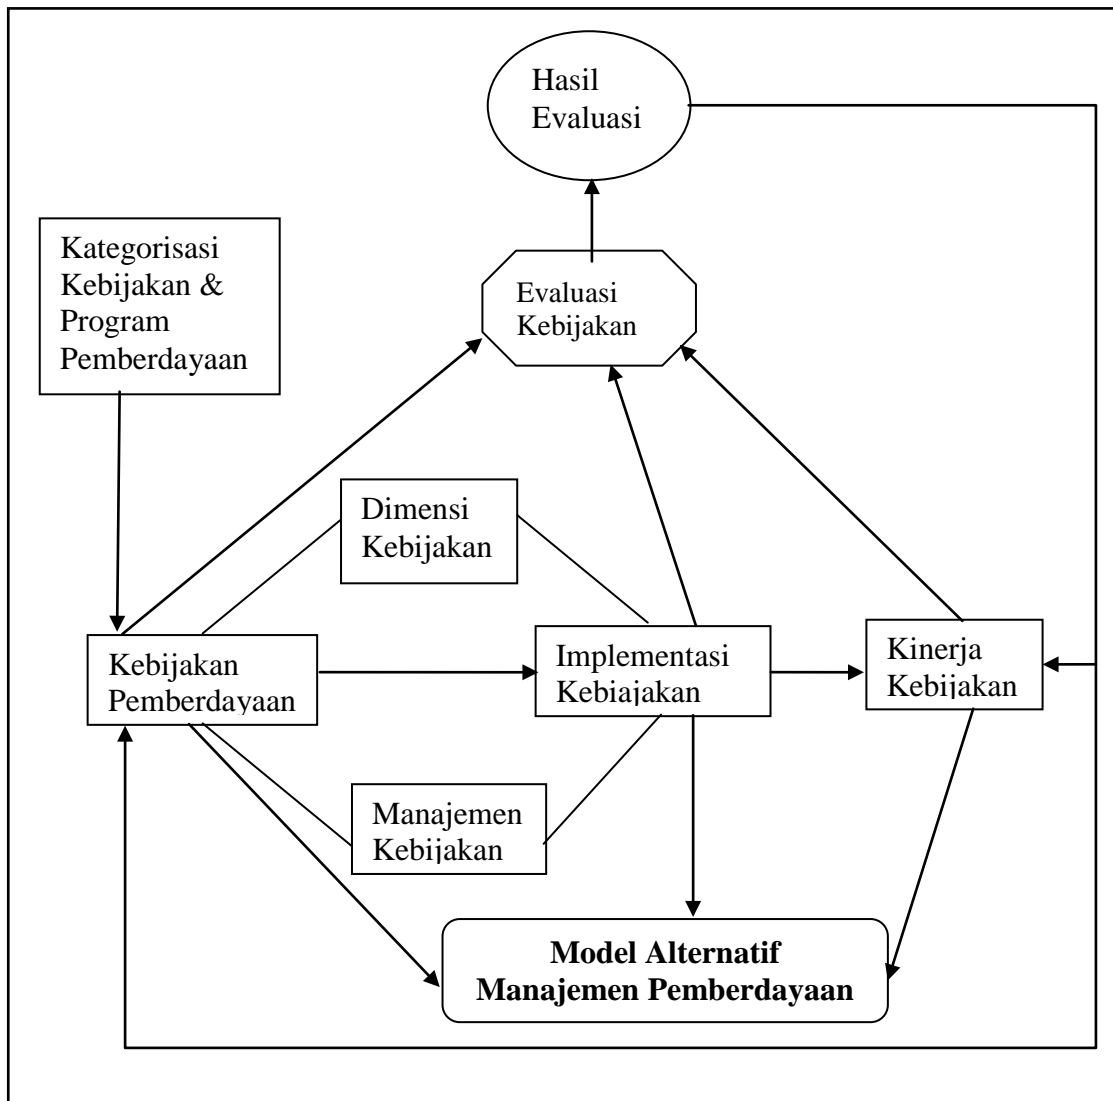 Hasil
Evaluasi
Kategorisasi
Kebijakan &
Program
Pemberdayaan
Evaluasi
Kebijakan
Dimensi
Kebijakan
Kebijakan
Pemberdayaan
Implementasi
Kebiajakan
Kinerja
Kebijakan
Manajemen
Kebijakan
Model Alternatif
Manajemen Pemberdayaan